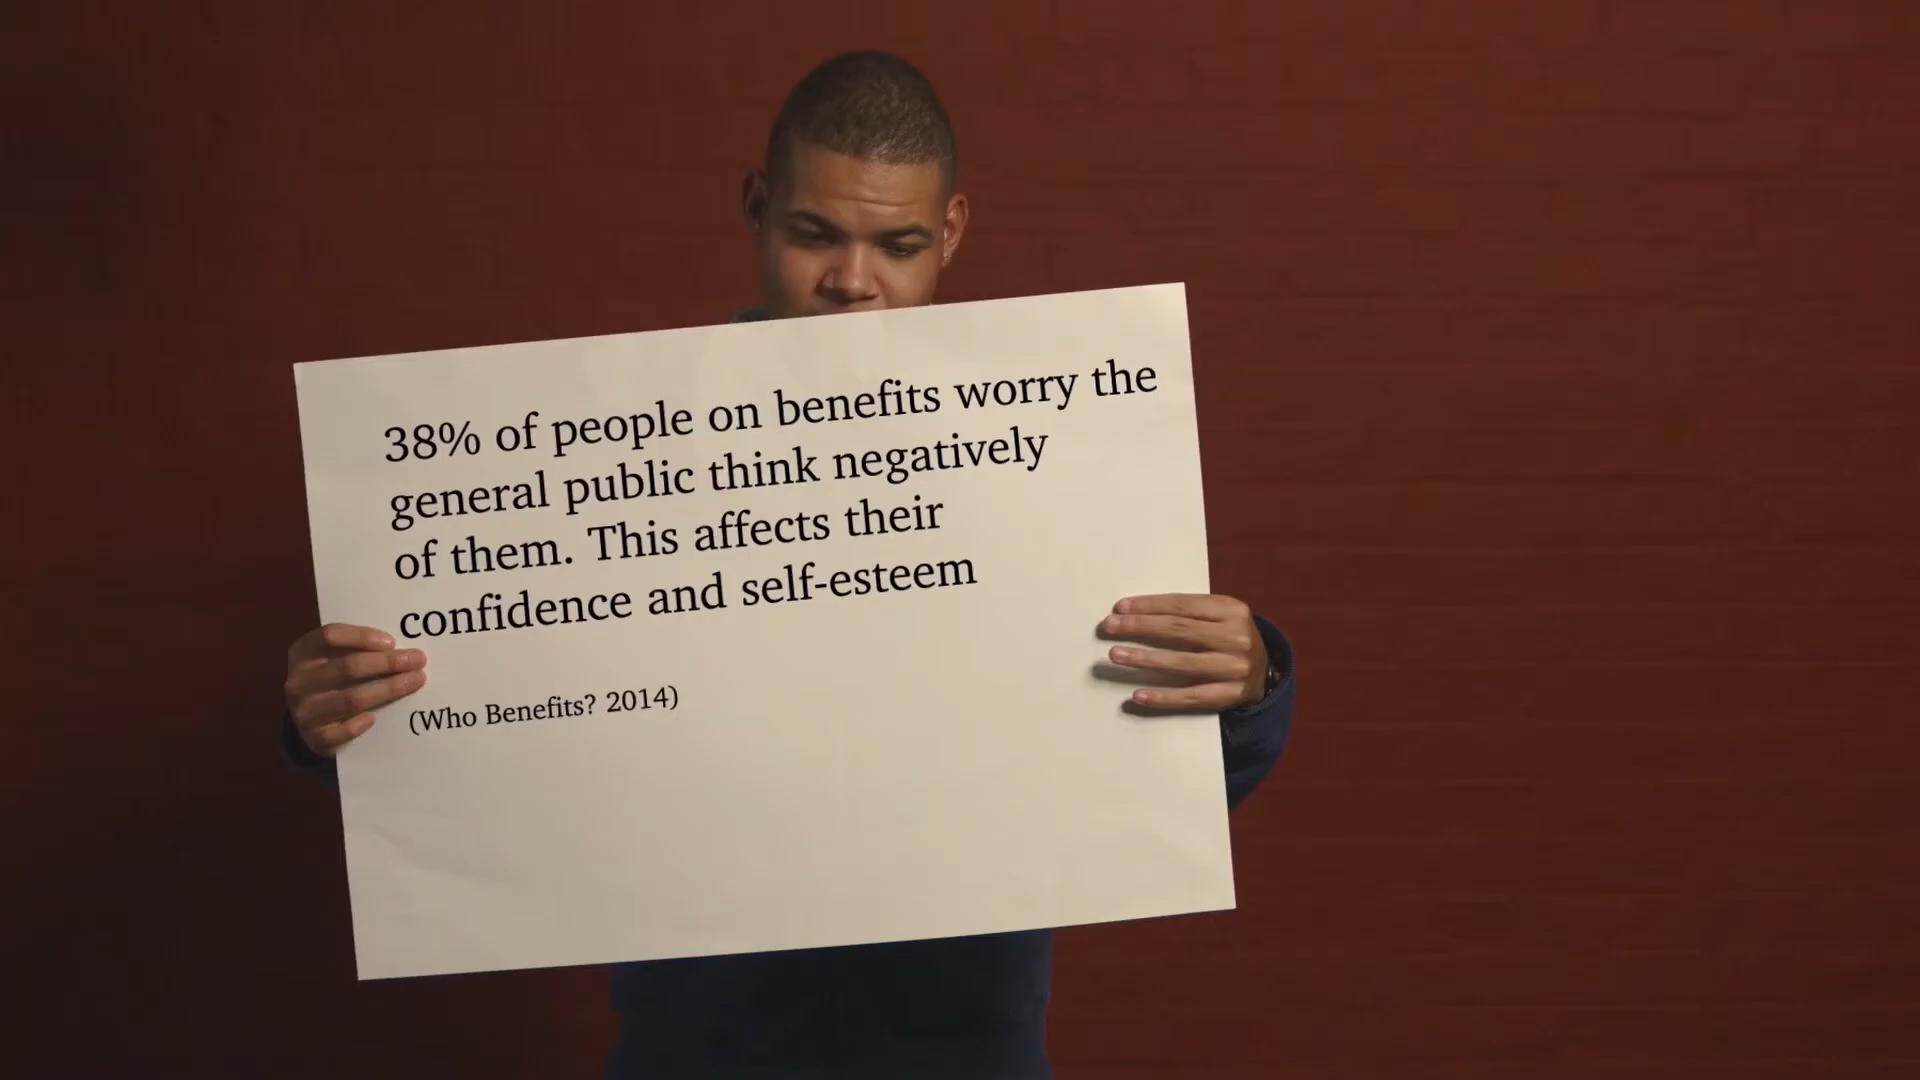 38% of people on benefits worry the
general public think negatively
of them. This affects their
confidence and self-esteem
(Who Benefits? 2014)